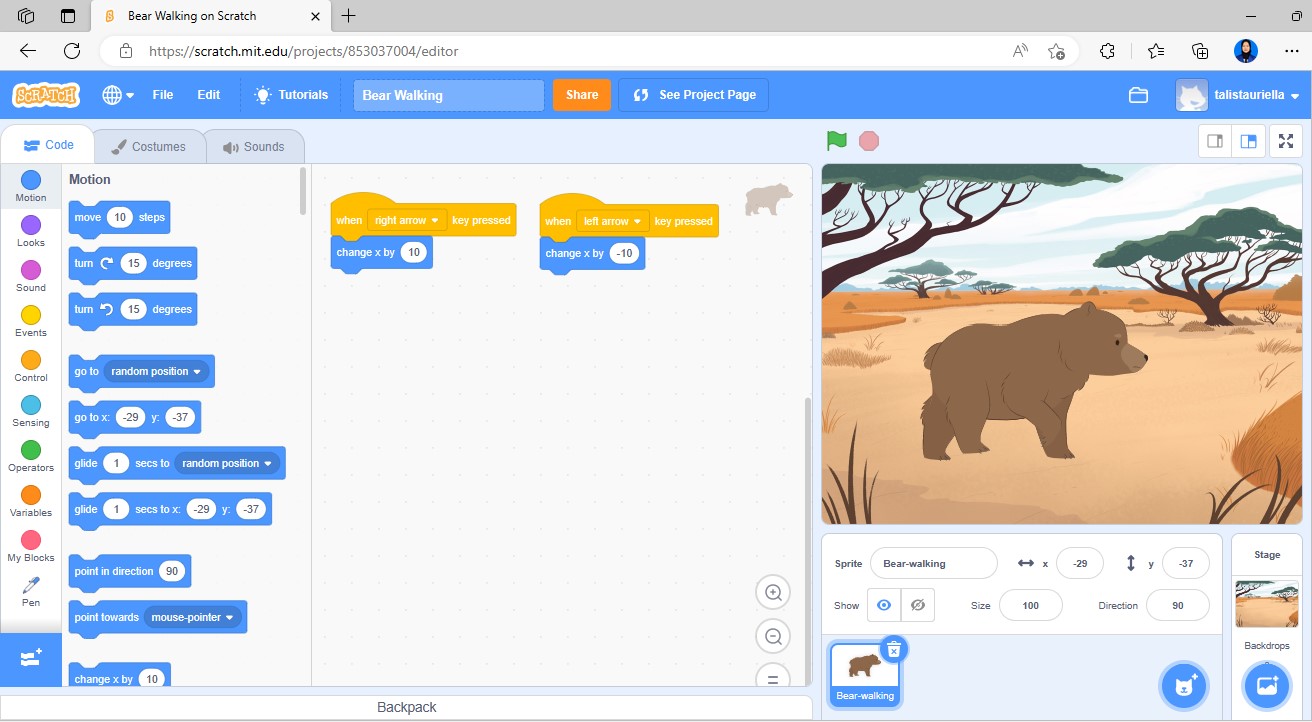 Bear Walking on Scratch
https://scratch.mit.edu/projects/853037004/editor
SCRATCH File Edit Tutorials Bear Walking Share See Project Page talistauriella
Code Costumes Sounds
Motion
Looks
Sound
Events
Control
Sensing
Operators
Variables
My Blocks
Pen
Motion
move 10 steps
turn 15 degrees
turn 15 degrees
go to random position
go to x: -29 y: -37
glide 1 secs to random position
glide 1 secs to x: -29 y: -37
point in direction 90
point towards mouse-pointer
change x by 10
when right arrow key pressed
change x by 10
when left arrow key pressed
change x by -10
Sprite Bear-walking x -29 y -37
Show Size 100 Direction 90
Bear-walking
Stage
Backdrops
Backpack